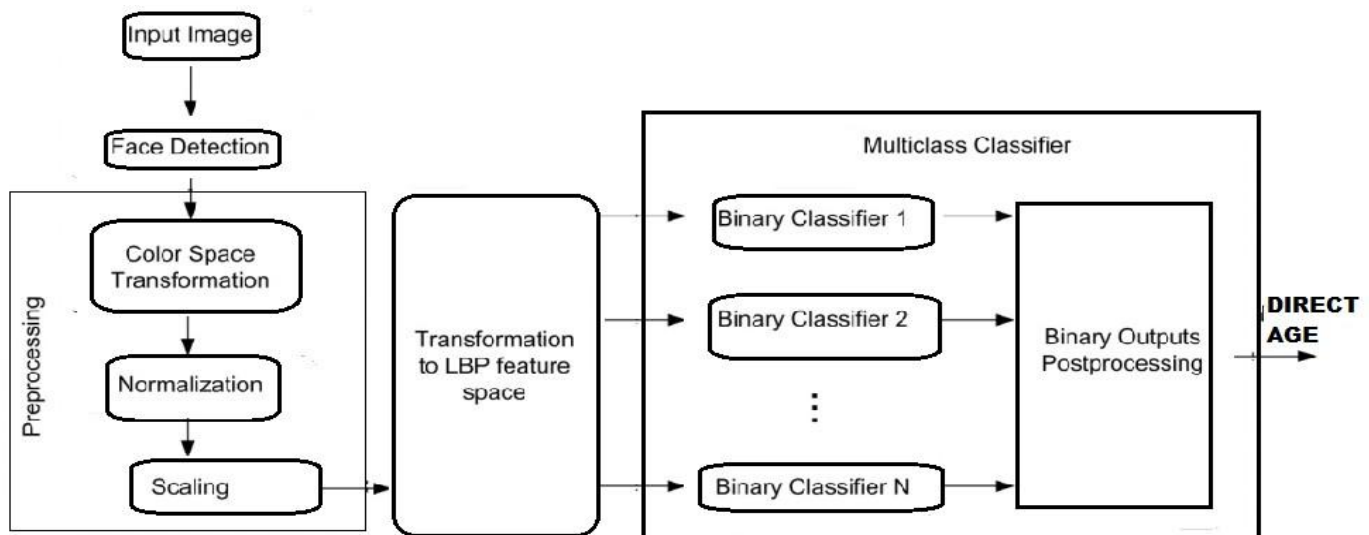 Input Image
Face Detection
Preprocessing
Color Space
Transformation
Normalization
Scaling
Transformation
to LBP feature
space
Multiclass Classifier
Binary Classifier 1
Binary Classifier 2
⋮
Binary Classifier N
Binary Outputs
Postprocessing
DIRECT
AGE